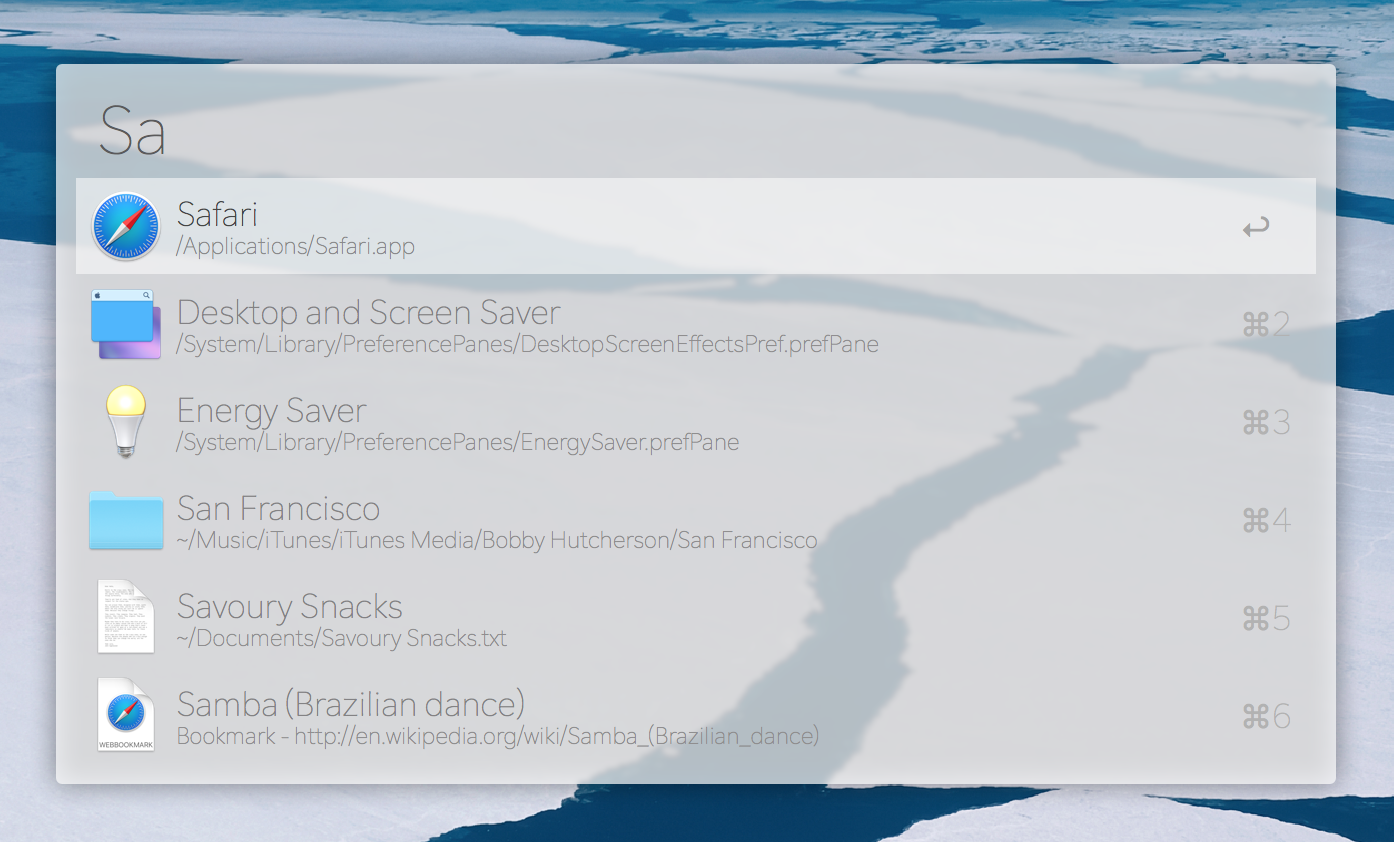 Sa
Safari
/Applications/Safari.app
Desktop and Screen Saver
/System/Library/PreferencePanes/DesktopScreenEffectsPref.prefPane
⌘2
Energy Saver
/System/Library/PreferencePanes/EnergySaver.prefPane
⌘3
San Francisco
~/Music/iTunes/iTunes Media/Bobby Hutcherson/San Francisco
⌘4
Savoury Snacks
~/Documents/Savoury Snacks.txt
⌘5
Samba (Brazilian dance)
Bookmark - http://en.wikipedia.org/wiki/Samba_(Brazilian_dance)
WEBBOOKMARK
⌘6